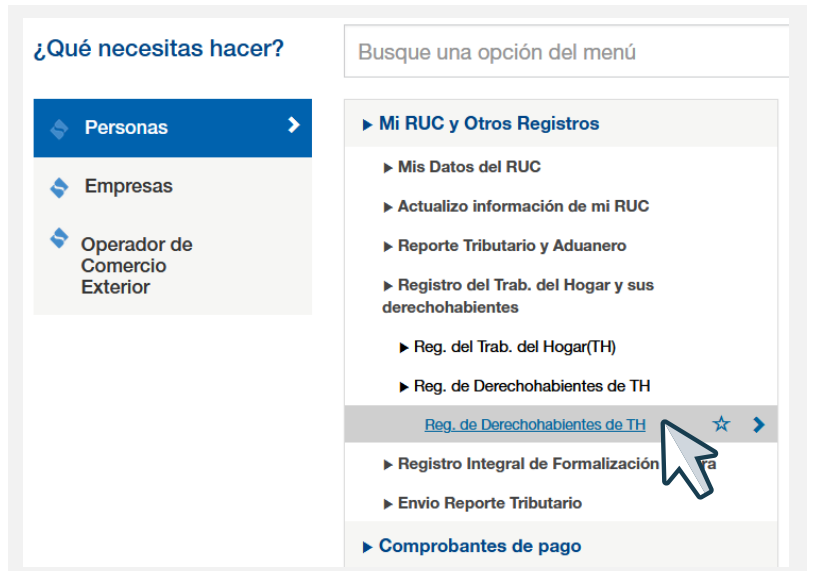 ¿Qué necesitas hacer?
Busque una opción del menú
Personas
Empresas
Operador de
Comercio
Exterior
Mi RUC y Otros Registros
Mis Datos del RUC
Actualizo información de mi RUC
Reporte Tributario y Aduanero
Registro del Trab. del Hogar y sus
derechohabientes
Reg. del Trab. del Hogar(TH)
Reg. de Derechohabientes de TH
Reg. de Derechohabientes de TH
Registro Integral de Formalización
Envio Reporte Tributario
Comprobantes de pago